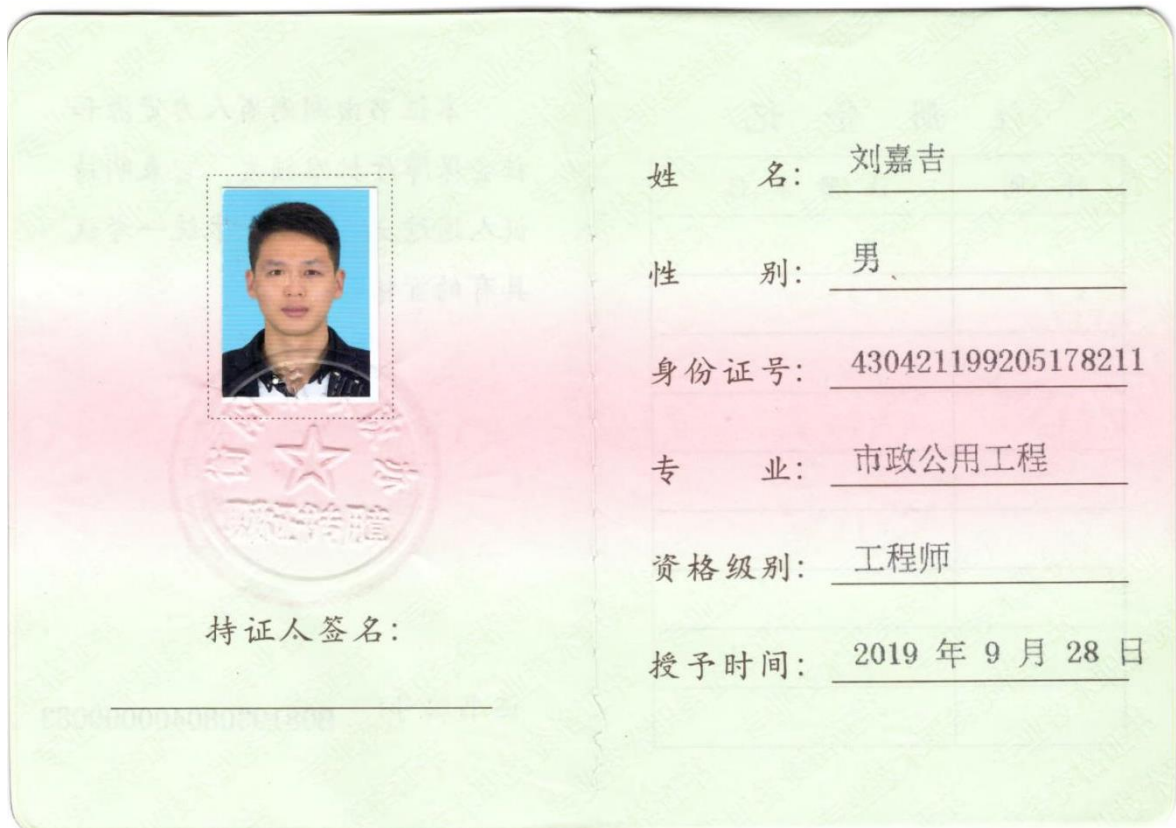 持证人签名:
姓 名: 刘嘉吉
性 别: 男
身份证号: 430421199205178211
专 业: 市政公用工程
资格级别: 工程师
授予时间: 2019 年 9 月 28 日